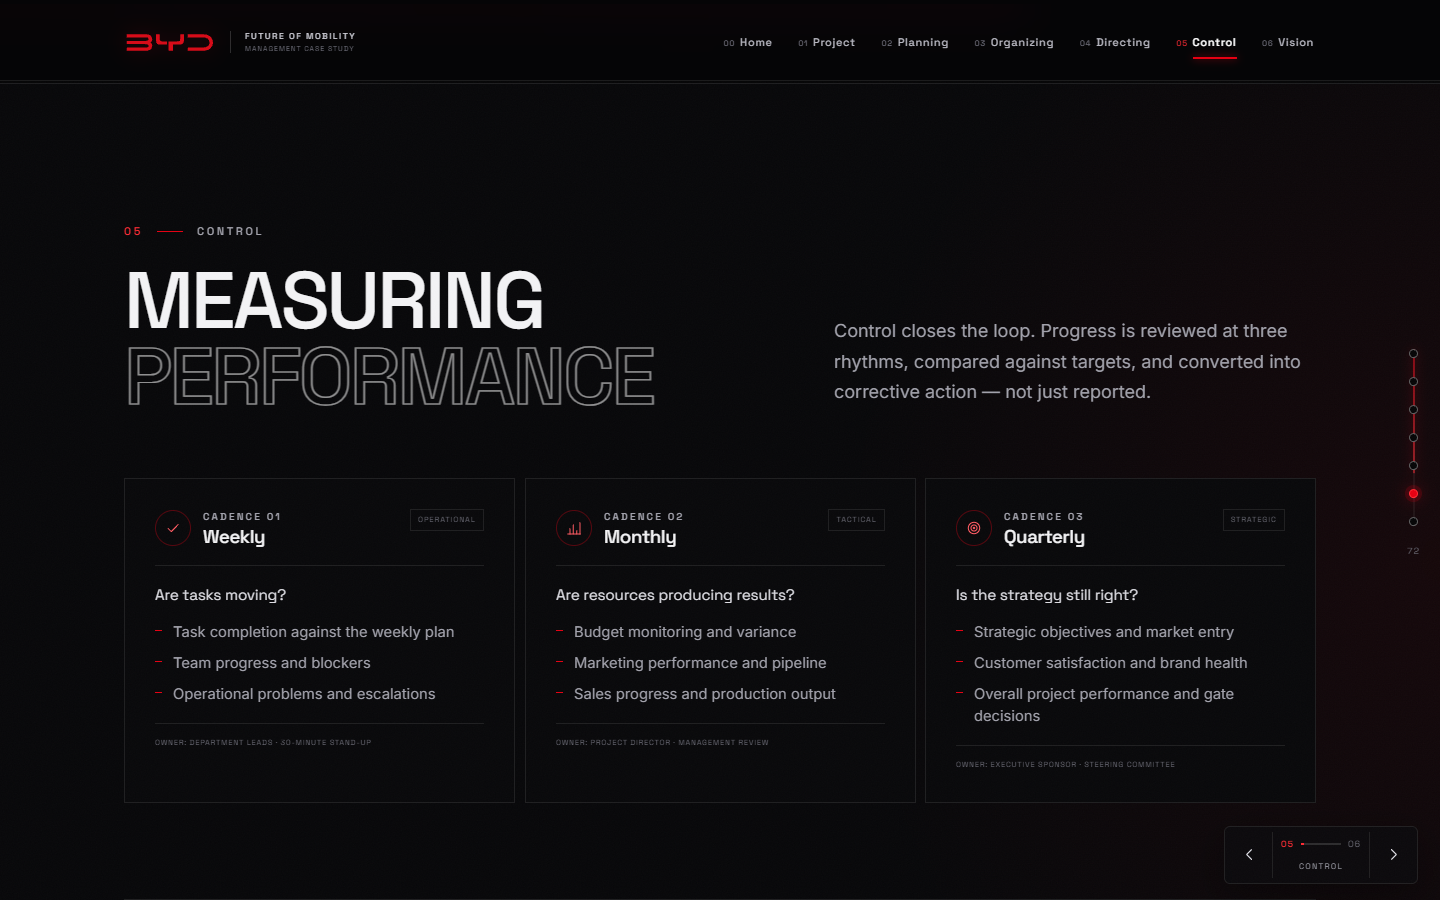 BYD
FUTURE OF MOBILITY
MANAGEMENT CASE STUDY
00 Home 01 Project 02 Planning 03 Organizing 04 Directing 05 Control 06 Vision
05 — CONTROL
MEASURING
PERFORMANCE
Control closes the loop. Progress is reviewed at three
rhythms, compared against targets, and converted into
corrective action — not just reported.
72
CADENCE 01
Weekly
OPERATIONAL
Are tasks moving?
– Task completion against the weekly plan
– Team progress and blockers
– Operational problems and escalations
OWNER: DEPARTMENT LEADS · 30-MINUTE STAND-UP
CADENCE 02
Monthly
TACTICAL
Are resources producing results?
– Budget monitoring and variance
– Marketing performance and pipeline
– Sales progress and production output
OWNER: PROJECT DIRECTOR · MANAGEMENT REVIEW
CADENCE 03
Quarterly
STRATEGIC
Is the strategy still right?
– Strategic objectives and market entry
– Customer satisfaction and brand health
– Overall project performance and gate
decisions
OWNER: EXECUTIVE SPONSOR · STEERING COMMITTEE
05 06
CONTROL